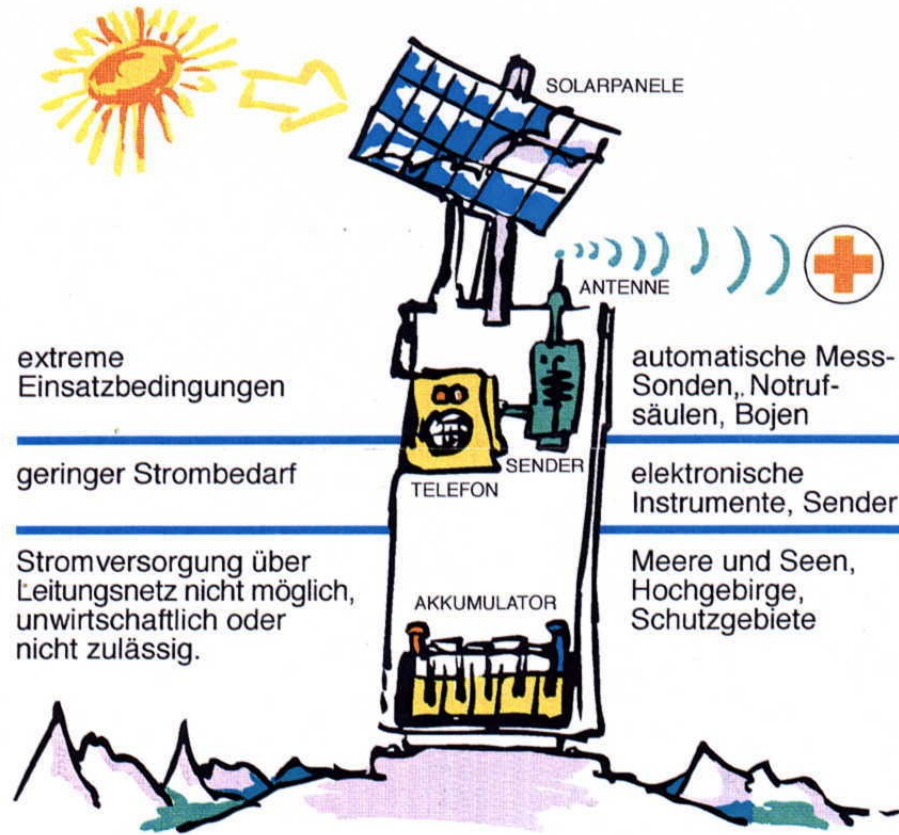 SOLARPANELE
ANTENNE
extreme
Einsatzbedingungen
automatische Mess-
Sonden,. Notruf-
säulen, Bojen
geringer Strombedarf
TELEFON
SENDER
elektronische
Instrumente, Sender
Stromversorgung über
Leitungsnetz nicht möglich,
unwirtschaftlich oder
nicht zulässig.
AKKUMULATOR
Meere und Seen,
Hochgebirge,
Schutzgebiete